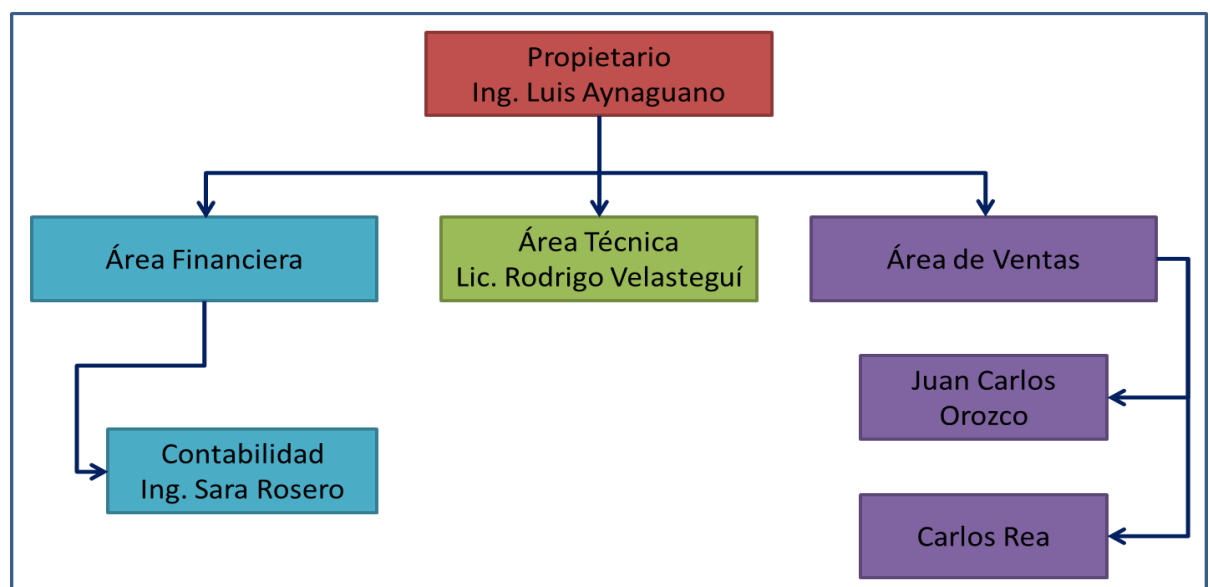 Propietario
Ing. Luis Aynaguano
Área Financiera
Área Técnica
Lic. Rodrigo Velasteguí
Área de Ventas
Juan Carlos
Orozco
Contabilidad
Ing. Sara Rosero
Carlos Rea